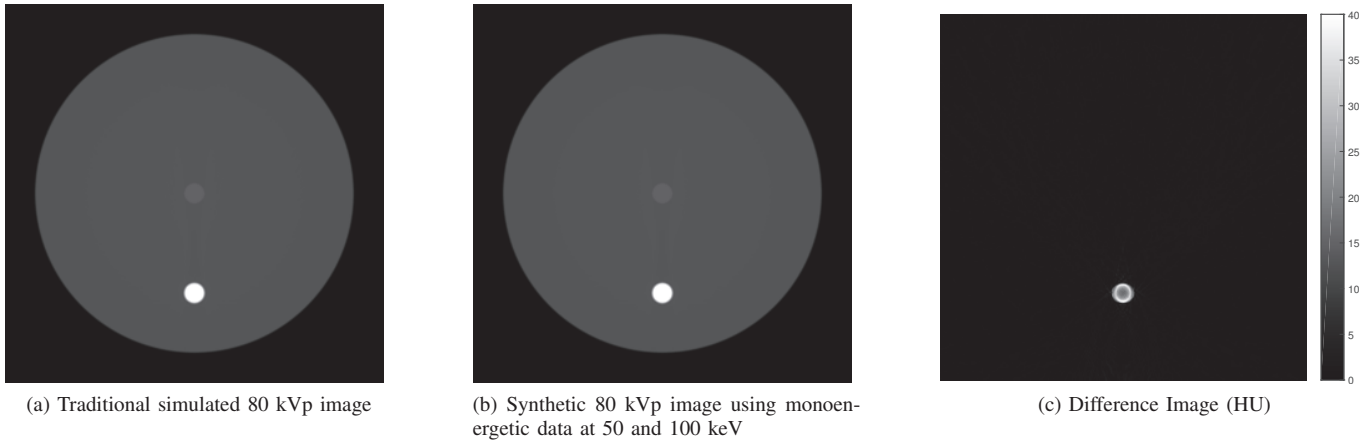 40
35
30
25
20
15
10
5
0
(a) Traditional simulated 80 kVp image
(b) Synthetic 80 kVp image using monoen-
ergetic data at 50 and 100 keV
(c) Difference Image (HU)